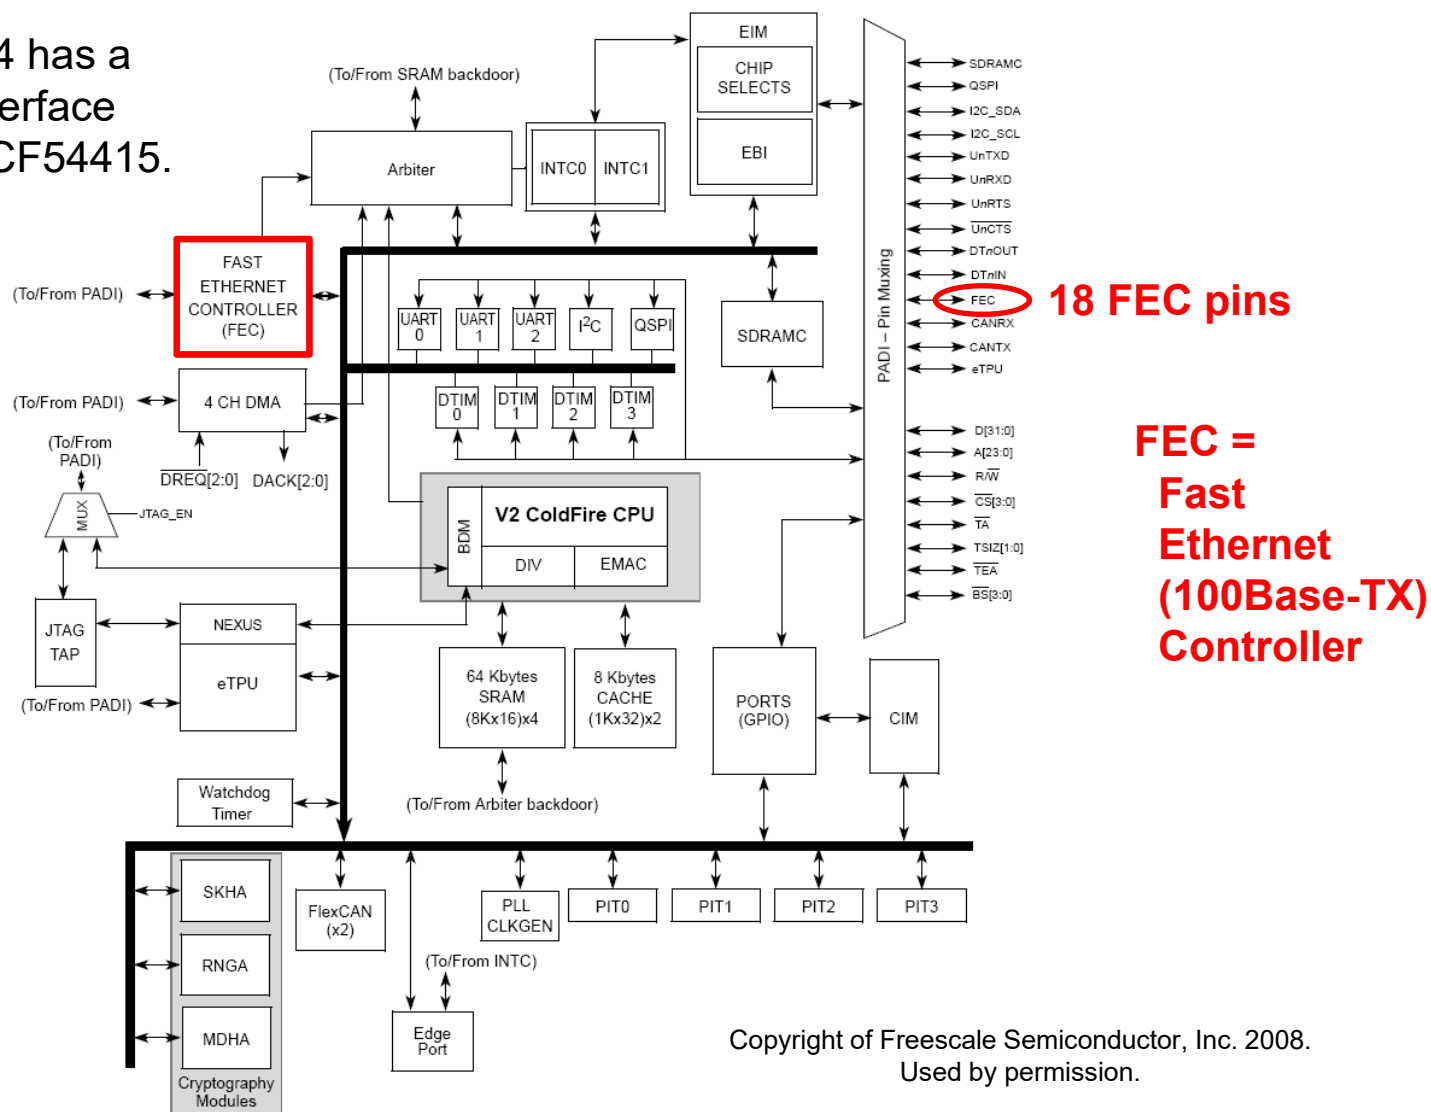 4 has a
erface
CF54415.
(To/From SRAM backdoor)
Arbiter
INTC0
INTC1
EIM
CHIP
SELECTS
EBI
FAST
ETHERNET
CONTROLLER
(FEC)
(To/From PADI)
UART
0
UART
1
UART
2
I²C
QSPI
SDRAMC
PADI – Pin Muxing
SDRAMC
QSPI
I2C_SDA
I2C_SCL
UnTXD
UnRXD
UnRTS
UnCTS
DTnOUT
DTnIN
FEC
CANRX
CANTX
eTPU
D[31:0]
A[23:0]
R/W
CS[3:0]
TA
TSIZ[1:0]
TEA
BS[3:0]
18 FEC pins
FEC =
Fast
Ethernet
(100Base-TX)
Controller
(To/From PADI)
4 CH DMA
DTIM
0
DTIM
1
DTIM
2
DTIM
3
(To/From
PADI)
DREQ[2:0]
DACK[2:0]
MUX
JTAG_EN
BDM
V2 ColdFire CPU
DIV
EMAC
JTAG
TAP
NEXUS
eTPU
(To/From PADI)
64 Kbytes
SRAM
(8Kx16)x4
8 Kbytes
CACHE
(1Kx32)x2
PORTS
(GPIO)
CIM
Watchdog
Timer
(To/From Arbiter backdoor)
SKHA
RNGA
MDHA
Cryptography
Modules
FlexCAN
(x2)
PLL
CLKGEN
PIT0
PIT1
PIT2
PIT3
(To/From INTC)
Edge
Port
Copyright of Freescale Semiconductor, Inc. 2008.
Used by permission.